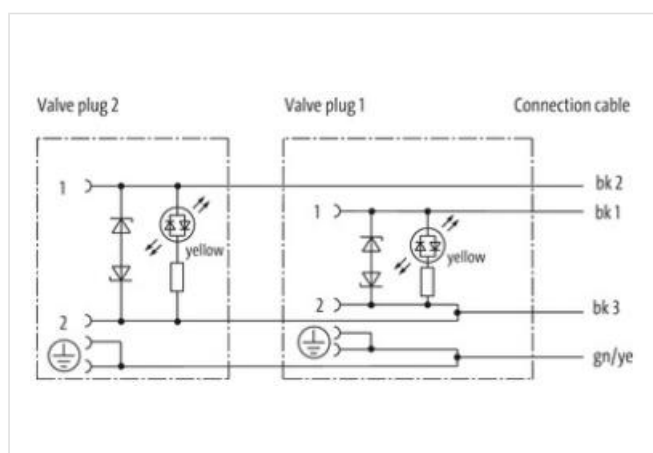 Valve plug 2 Valve plug 1 Connection cable
1 bk 2
1 bk 1
yellow yellow
2 bk 3
2
gn/ye